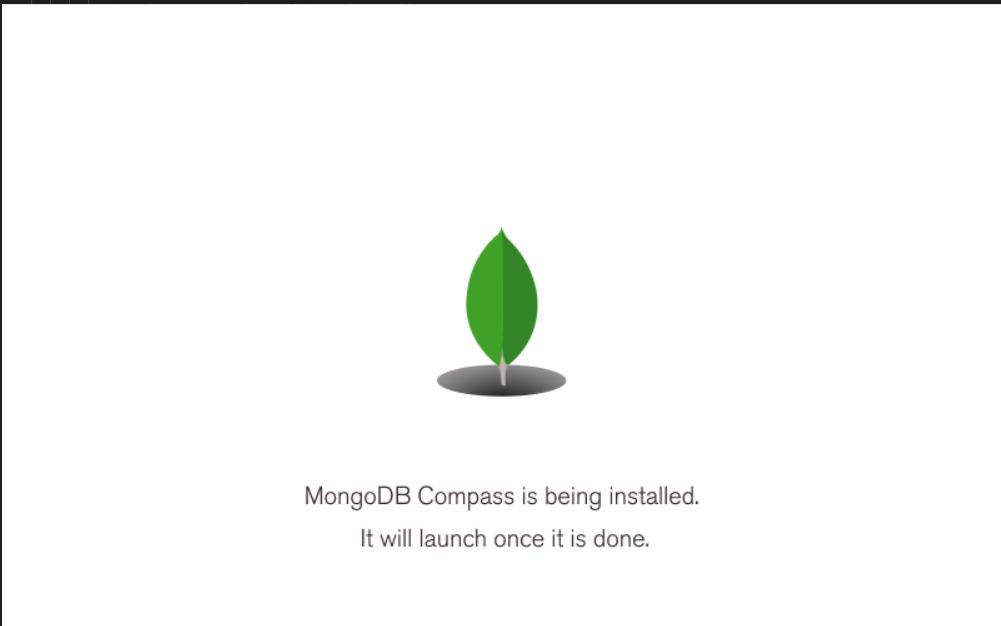 MongoDB Compass is being installed.
It will launch once it is done.